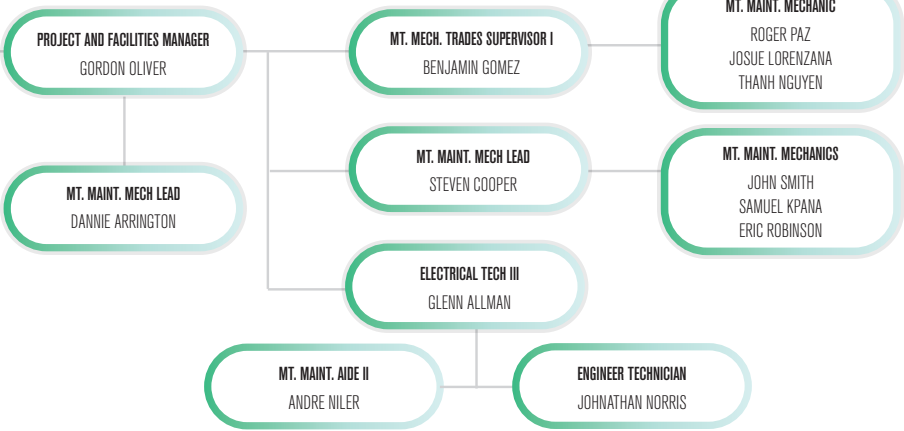 PROJECT AND FACILITIES MANAGER
GORDON OLIVER
MT. MECH. TRADES SUPERVISOR I
BENJAMIN GOMEZ
MT. MAINT. MECHANIC
ROGER PAZ
JOSUE LORENZANA
THANH NGUYEN
MT. MAINT. MECH LEAD
DANNIE ARRINGTON
MT. MAINT. MECH LEAD
STEVEN COOPER
MT. MAINT. MECHANICS
JOHN SMITH
SAMUEL KPANA
ERIC ROBINSON
ELECTRICAL TECH III
GLENN ALLMAN
MT. MAINT. AIDE II
ANDRE NILER
ENGINEER TECHNICIAN
JOHNATHAN NORRIS